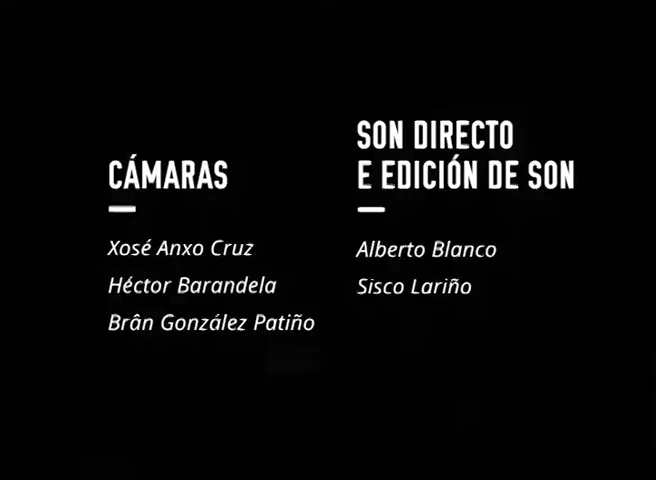 CÁMARAS
Xosé Anxo Cruz
Héctor Barandela
Brân González Patiño
SON DIRECTO
E EDICIÓN DE SON
Alberto Blanco
Sisco Lariño